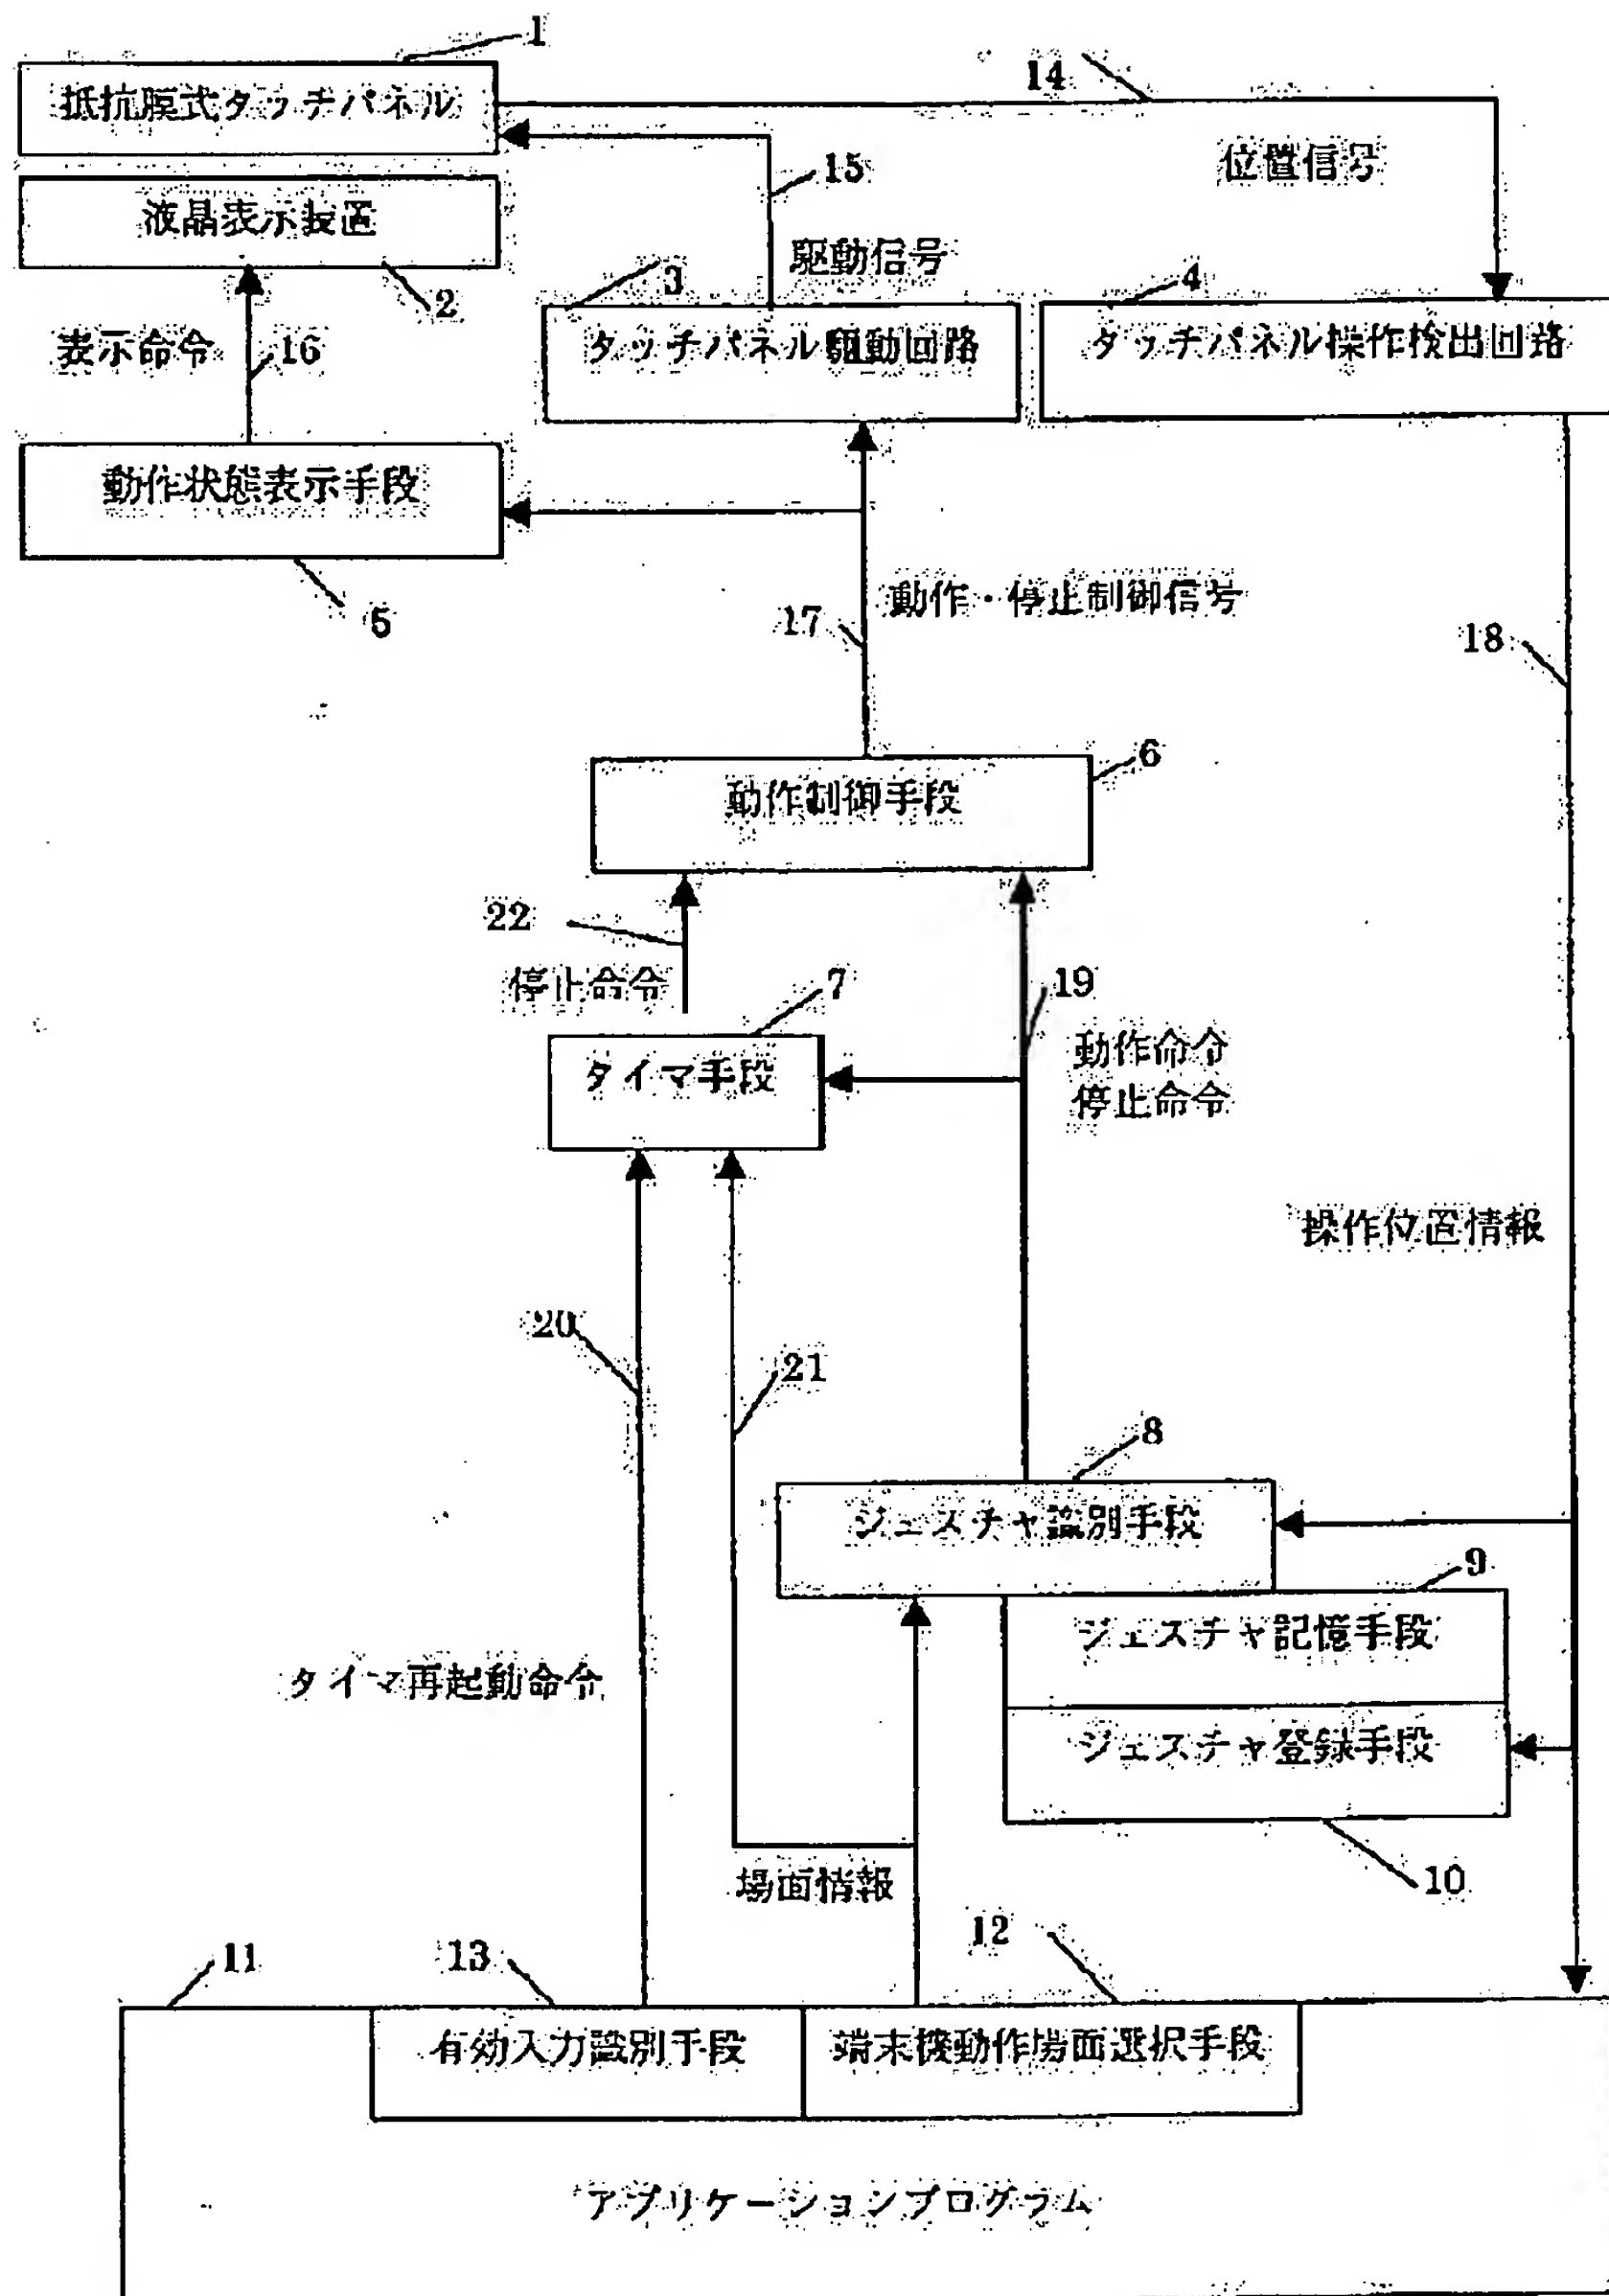 1
抵抗膜式タッチパネル
14
位置信号
15
液晶表示装置
駆動信号
2
3
4
表示命令
16
タッチパネル駆動回路
タッチパネル操作検出回路
動作状態表示手段
5
17
動作・停止制御信号
18
6
動作制御手段
22
停止命令
7
19
タイマ手段
動作命令
停止命令
操作位置情報
20
21
8
ジェスチャ識別手段
9
ジェスチャ記憶手段
タイマ再起動命令
ジェスチャ登録手段
場面情報
10
11
13
12
有効入力識別手段
端末機動作場面選択手段
アプリケーションプログラム